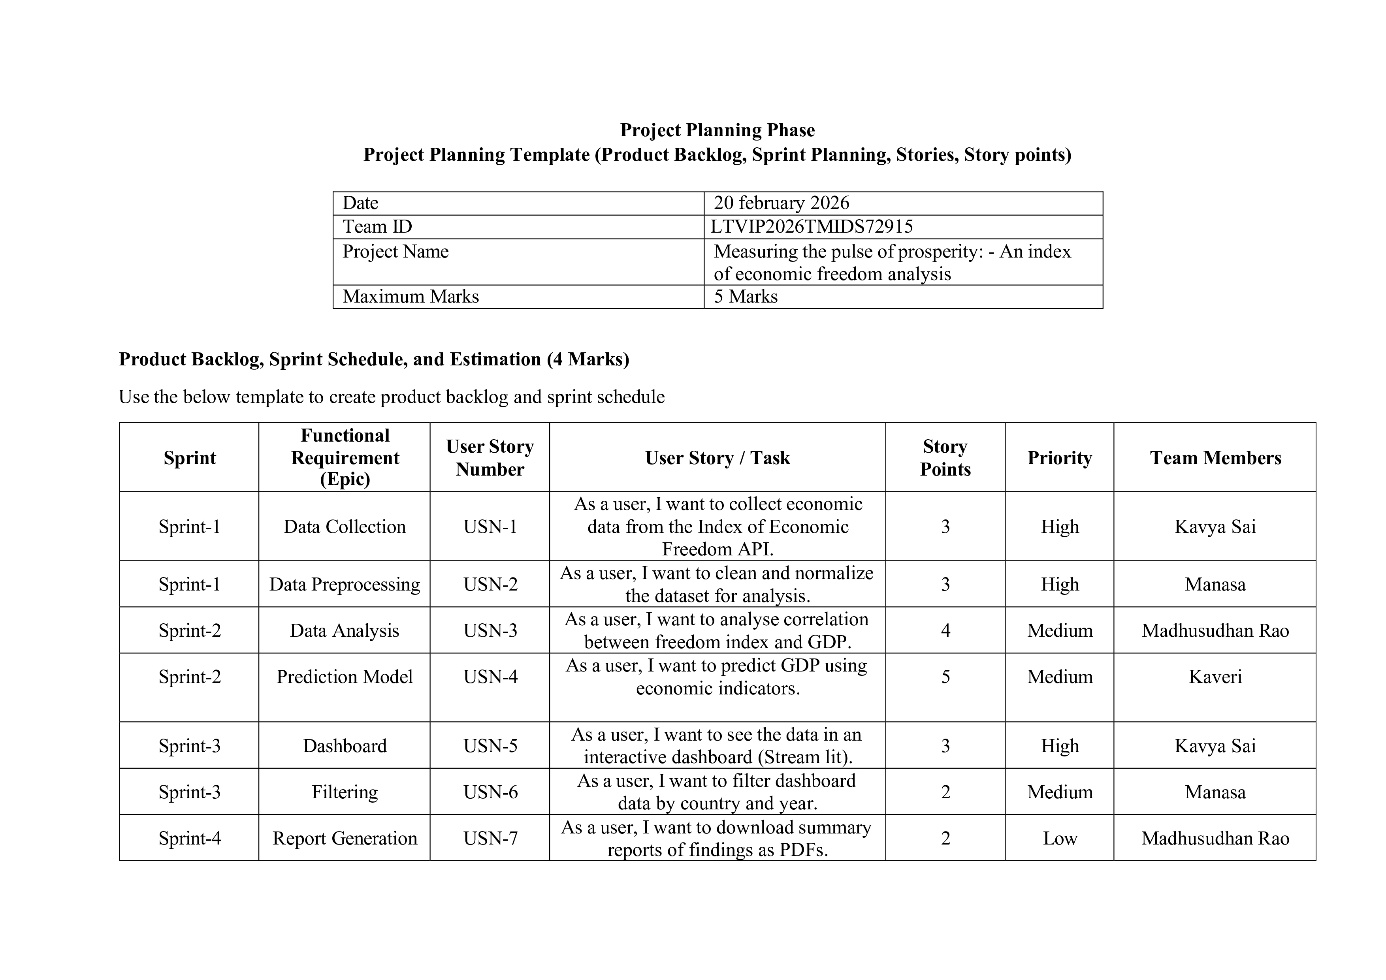 Project Planning Phase
Project Planning Template (Product Backlog, Sprint Planning, Stories, Story points)
Date 20 february 2026
Team ID LTVIP2026TMIDS72915
Project Name Measuring the pulse of prosperity: - An index
of economic freedom analysis
Maximum Marks 5 Marks
Product Backlog, Sprint Schedule, and Estimation (4 Marks)
Use the below template to create product backlog and sprint schedule
Sprint
Functional
Requirement
(Epic)
User Story
Number
User Story / Task
Story
Points
Priority
Team Members
Sprint-1
Data Collection
USN-1
As a user, I want to collect economic
data from the Index of Economic
Freedom API.
3
High
Kavya Sai
Sprint-1
Data Preprocessing
USN-2
As a user, I want to clean and normalize
the dataset for analysis.
3
High
Manasa
Sprint-2
Data Analysis
USN-3
As a user, I want to analyse correlation
between freedom index and GDP.
4
Medium
Madhusudhan Rao
Sprint-2
Prediction Model
USN-4
As a user, I want to predict GDP using
economic indicators.
5
Medium
Kaveri
Sprint-3
Dashboard
USN-5
As a user, I want to see the data in an
interactive dashboard (Stream lit).
3
High
Kavya Sai
Sprint-3
Filtering
USN-6
As a user, I want to filter dashboard
data by country and year.
2
Medium
Manasa
Sprint-4
Report Generation
USN-7
As a user, I want to download summary
reports of findings as PDFs.
2
Low
Madhusudhan Rao